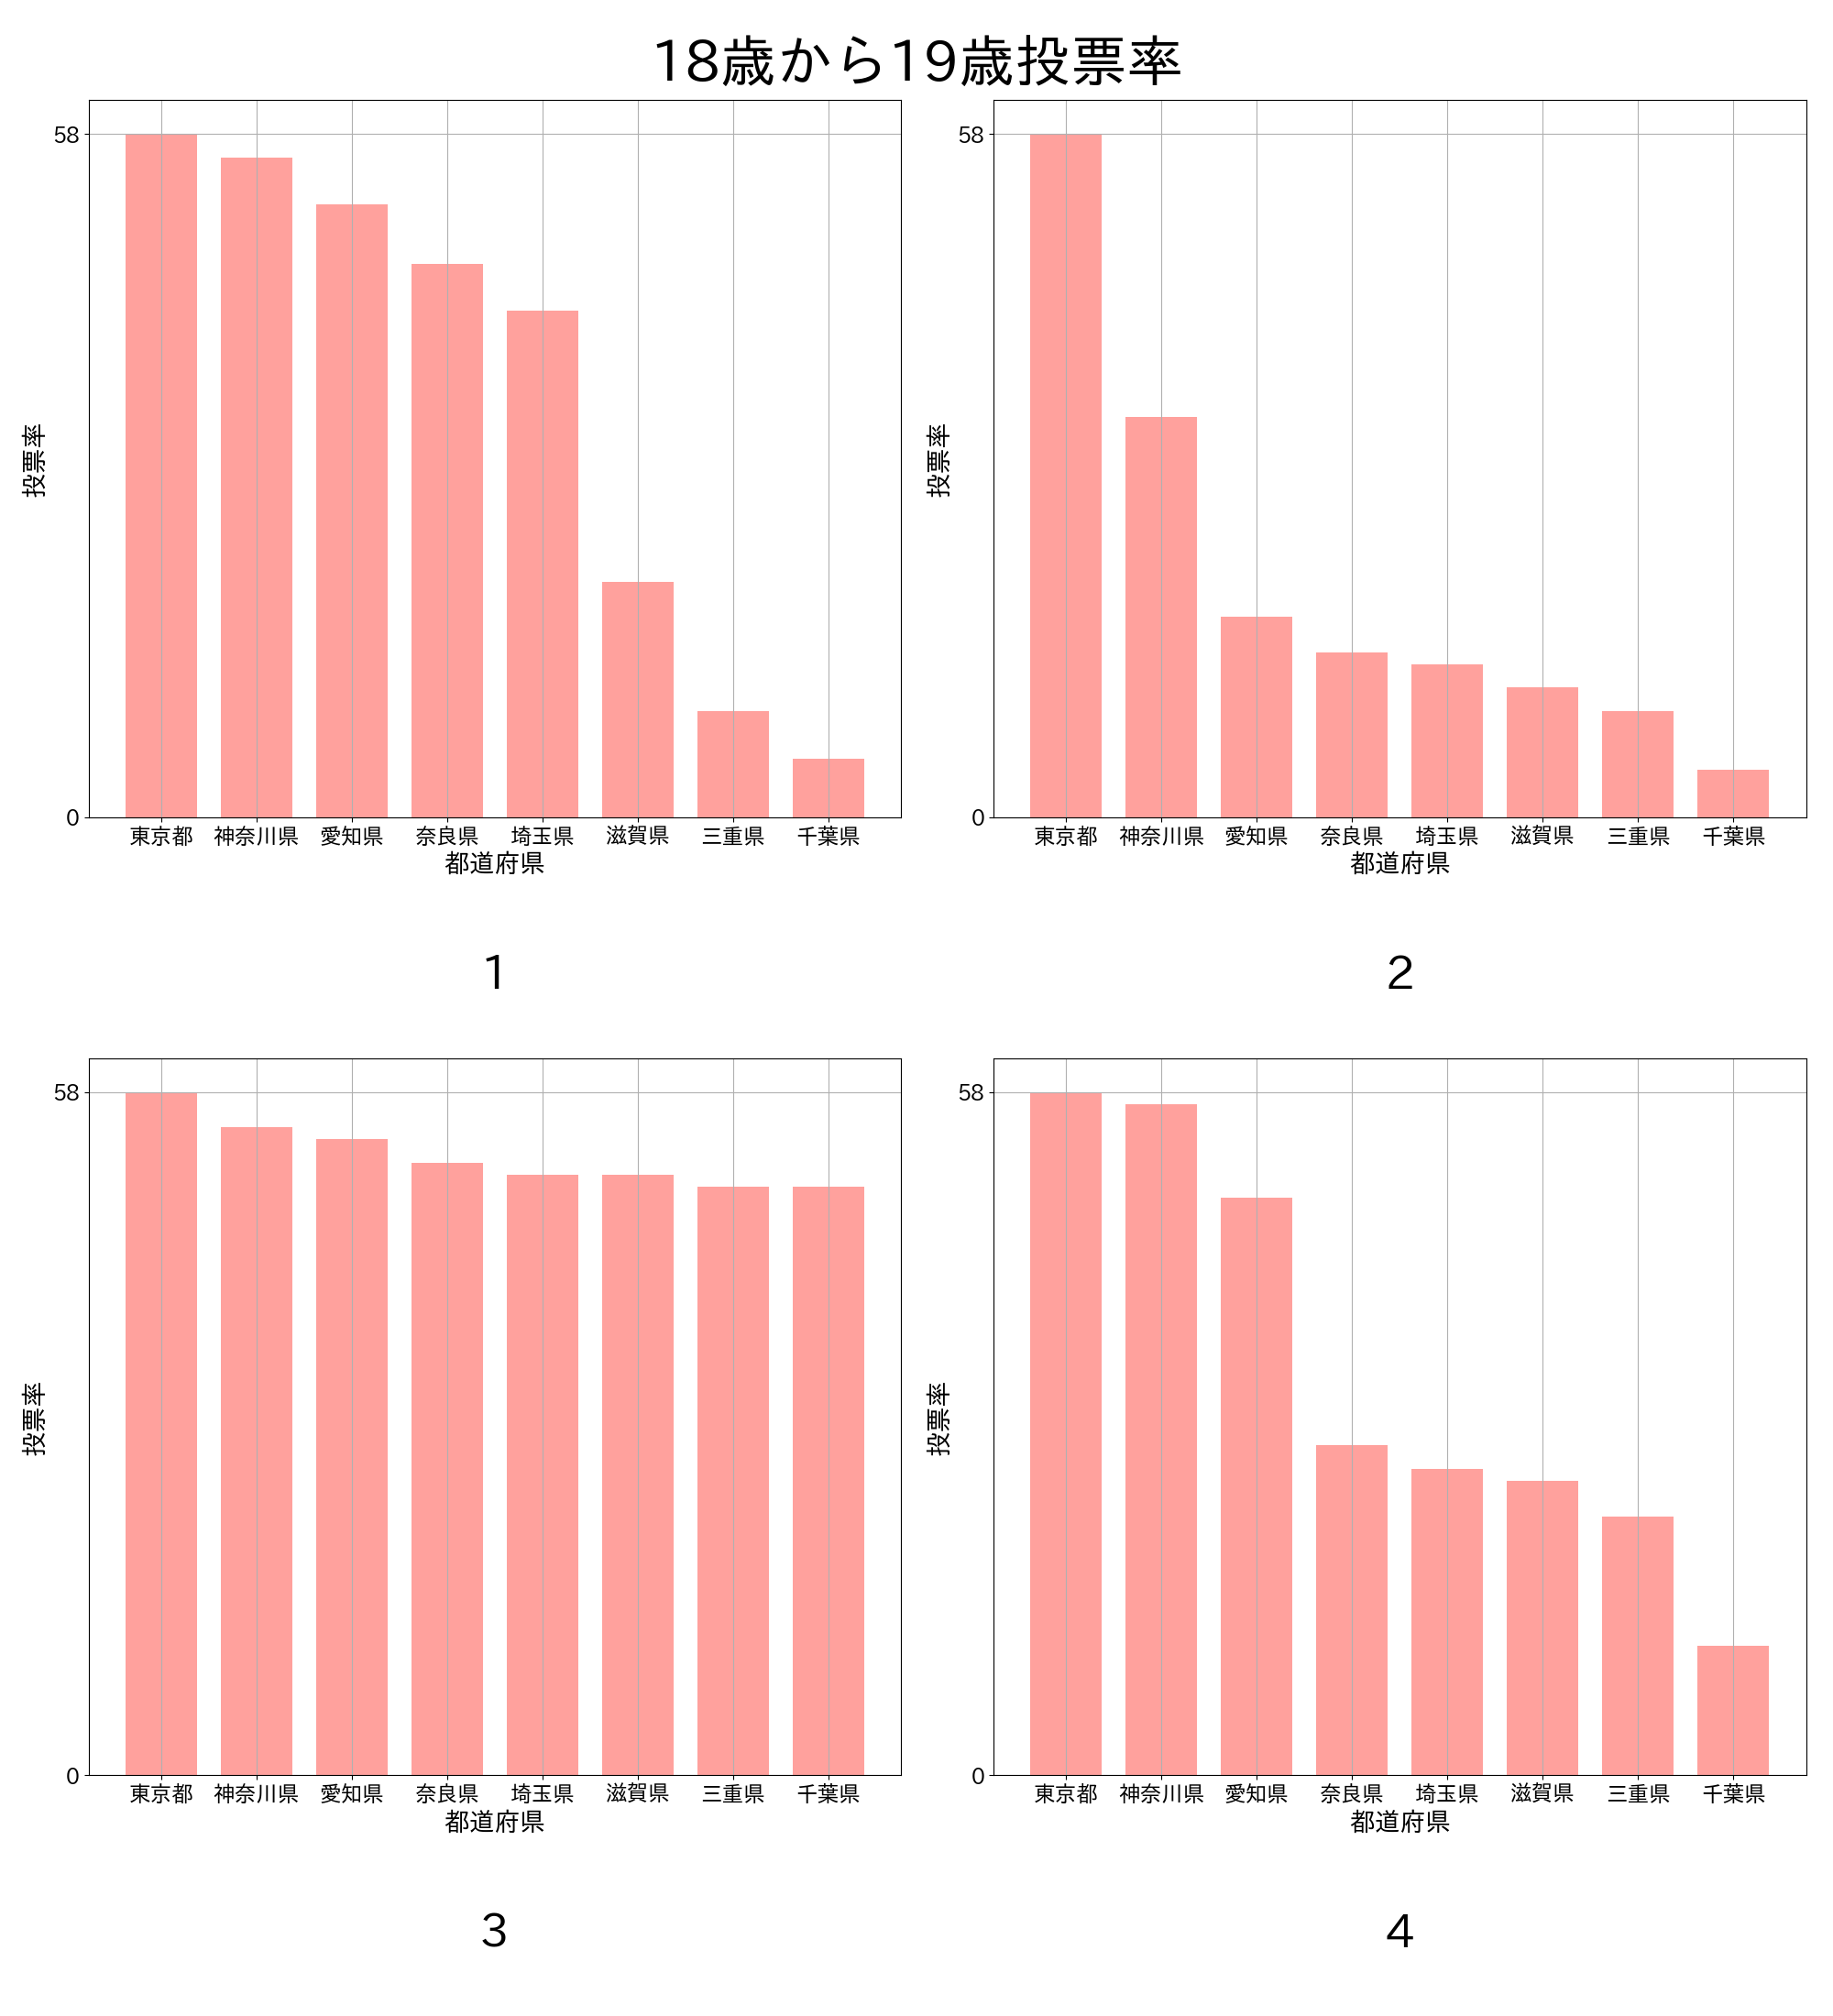 18歳から19歳投票率
58
0
投票率
東京都 神奈川県 愛知県 奈良県 埼玉県 滋賀県 三重県 千葉県
都道府県
1
58
0
投票率
東京都 神奈川県 愛知県 奈良県 埼玉県 滋賀県 三重県 千葉県
都道府県
2
58
0
投票率
東京都 神奈川県 愛知県 奈良県 埼玉県 滋賀県 三重県 千葉県
都道府県
3
58
0
投票率
東京都 神奈川県 愛知県 奈良県 埼玉県 滋賀県 三重県 千葉県
都道府県
4